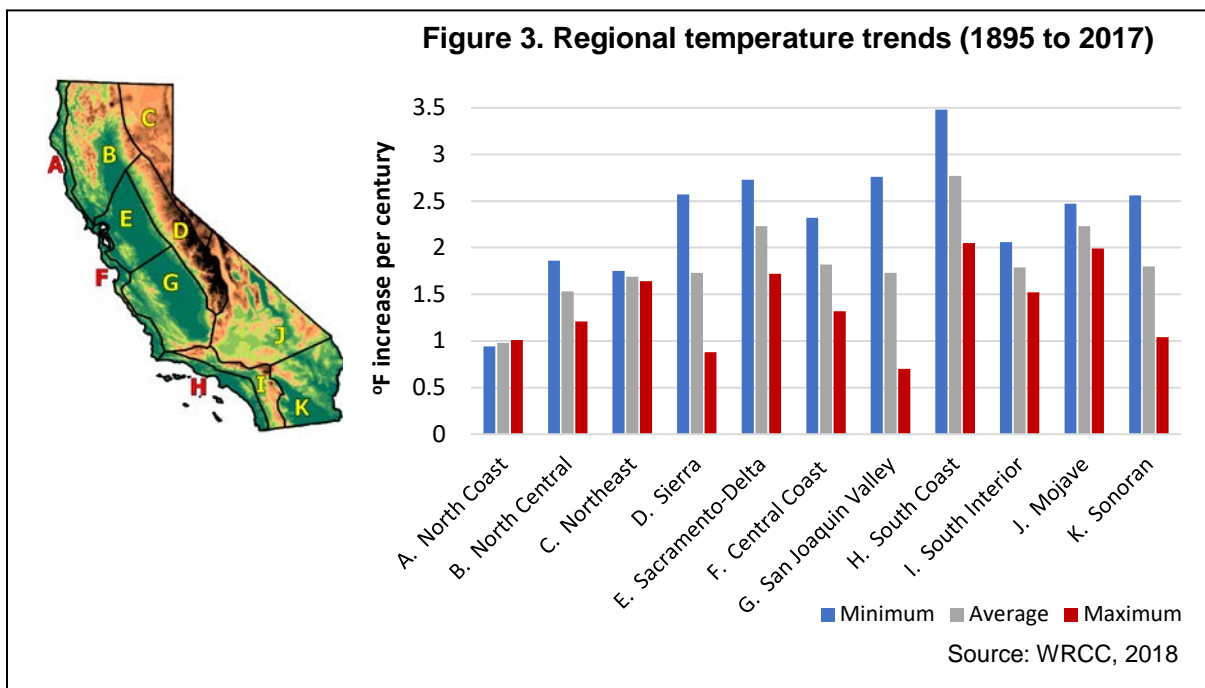 Figure 3. Regional temperature trends (1895 to 2017)
A
B
C
D
E
F
G
H
I
J
K
ºF increase per century
3.5
3
2.5
2
1.5
1
0.5
0
A. North Coast
B. North Central
C. Northeast
D. Sierra
E. Sacramento-Delta
F. Central Coast
G. San Joaquin Valley
H. South Coast
I. South Interior
J. Mojave
K. Sonoran
Minimum Average Maximum
Source: WRCC, 2018